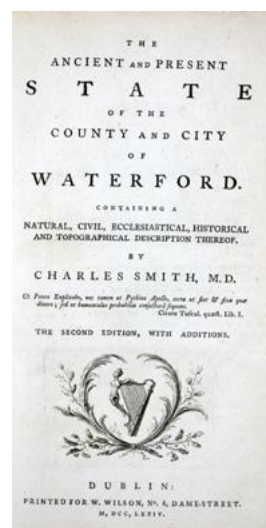 THE
ANCIENT AND PRESENT
STATE
OF THE
COUNTY AND CITY
OF
WATERFORD.
CONTAINING A
NATURAL, CIVIL, ECCLESIASTICAL, HISTORICAL
AND TOPOGRAPHICAL DESCRIPTION THEREOF.
BY
CHARLES SMITH, M.D.
Ut Potero Explicabo, nec tamen ut Pythius Apollo, certa ut sint & fixa quæ
dixero; sed ut homunculus probabilia conjecturâ sequens.
Cicero Tuscul. quæst. Lib. I.
THE SECOND EDITION, WITH ADDITIONS.
DUBLIN:
PRINTED FOR W. WILSON, Nº. 6, DAME-STREET.
M,DCC,LXXIV.